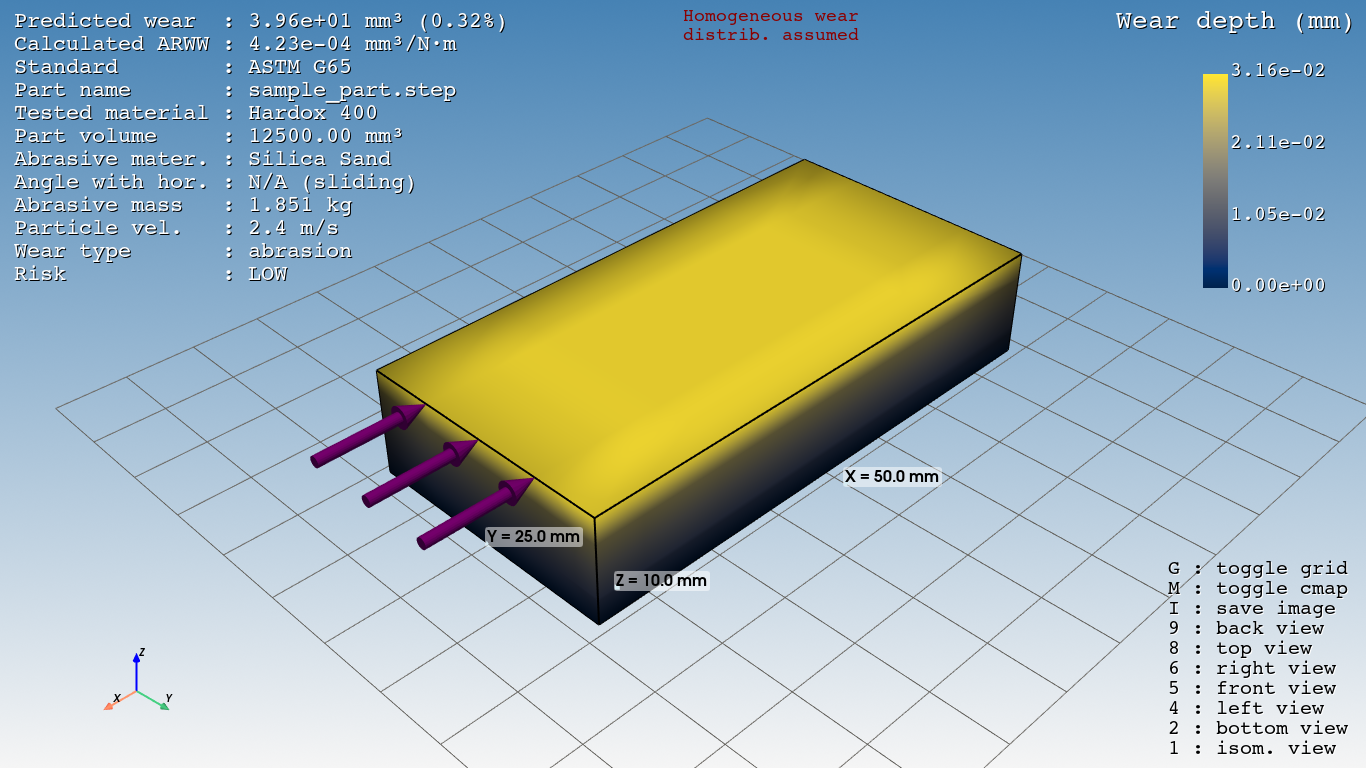 Predicted wear : 3.96e+01 mm³ (0.32%)
Calculated ARWW : 4.23e-04 mm³/N·m
Standard : ASTM G65
Part name : sample_part.step
Tested material : Hardox 400
Part volume : 12500.00 mm³
Abrasive mater. : Silica Sand
Angle with hor. : N/A (sliding)
Abrasive mass : 1.851 kg
Particle vel. : 2.4 m/s
Wear type : abrasion
Risk : LOW
Homogeneous wear
distrib. assumed
Wear depth (mm)
3.16e-02
2.11e-02
1.05e-02
0.00e+00
X = 50.0 mm
Y = 25.0 mm
Z = 10.0 mm
Z
X
Y
G : toggle grid
M : toggle cmap
I : save image
9 : back view
8 : top view
6 : right view
5 : front view
4 : left view
2 : bottom view
1 : isom. view